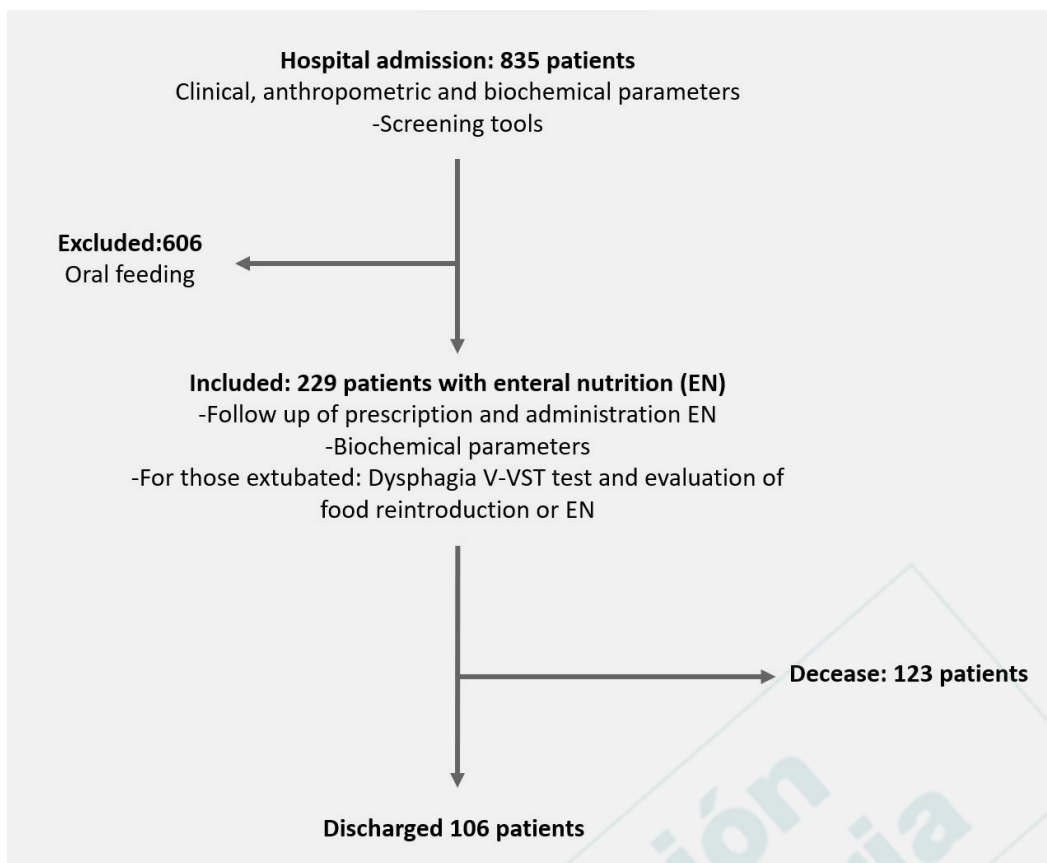 Hospital admission: 835 patients
Clinical, anthropometric and biochemical parameters
-Screening tools
Excluded:606
Oral feeding
Included: 229 patients with enteral nutrition (EN)
-Follow up of prescription and administration EN
-Biochemical parameters
-For those extubated: Dysphagia V-VST test and evaluation of
food reintroduction or EN
Decease: 123 patients
Discharged 106 patients